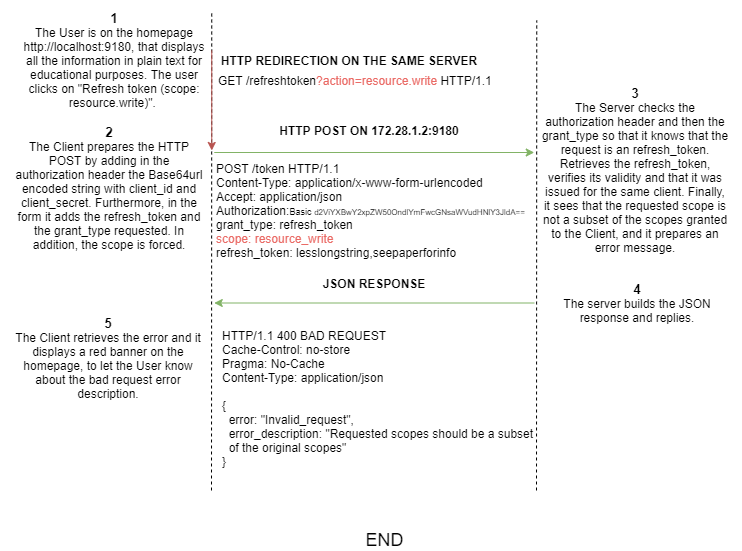 1
The User is on the homepage
http://localhost:9180, that displays
all the information in plain text for
educational purposes. The user
clicks on "Refresh token (scope:
resource.write)".
HTTP REDIRECTION ON THE SAME SERVER
GET /refreshtoken?action=resource.write HTTP/1.1
2
The Client prepares the HTTP
POST by adding in the
authorization header the Base64url
encoded string with client_id and
client_secret. Furthermore, in
the form it adds the refresh_token and
the grant_type requested. In
addition, the scope is forced.
HTTP POST ON 172.28.1.2:9180
POST /token HTTP/1.1
Content-Type: application/x-www-form-urlencoded
Accept: application/json
Authorization:Basic d2ViYXBwY2xpZW50OndlYmFwcGNsaWVudHNlY3JldA==
grant_type: refresh_token
scope: resource_write
refresh_token: lesslongstring,seepaperforinfo
3
The Server checks the
authorization header and then the
grant_type so that it knows that the
request is an refresh_token.
Retrieves the refresh_token,
verifies its validity and that it was
issued for the same client. Finally,
it sees that the requested scope is
not a subset of the scopes granted
to the Client, and it prepares an
error message.
JSON RESPONSE
4
The server builds the JSON
response and replies.
5
The Client retrieves the error and it
displays a red banner on the
homepage, to let the User know
about the bad request error
description.
HTTP/1.1 400 BAD REQUEST
Cache-Control: no-store
Pragma: No-Cache
Content-Type: application/json
{
error: "Invalid_request",
error_description: "Requested scopes should be a subset
of the original scopes"
}
END